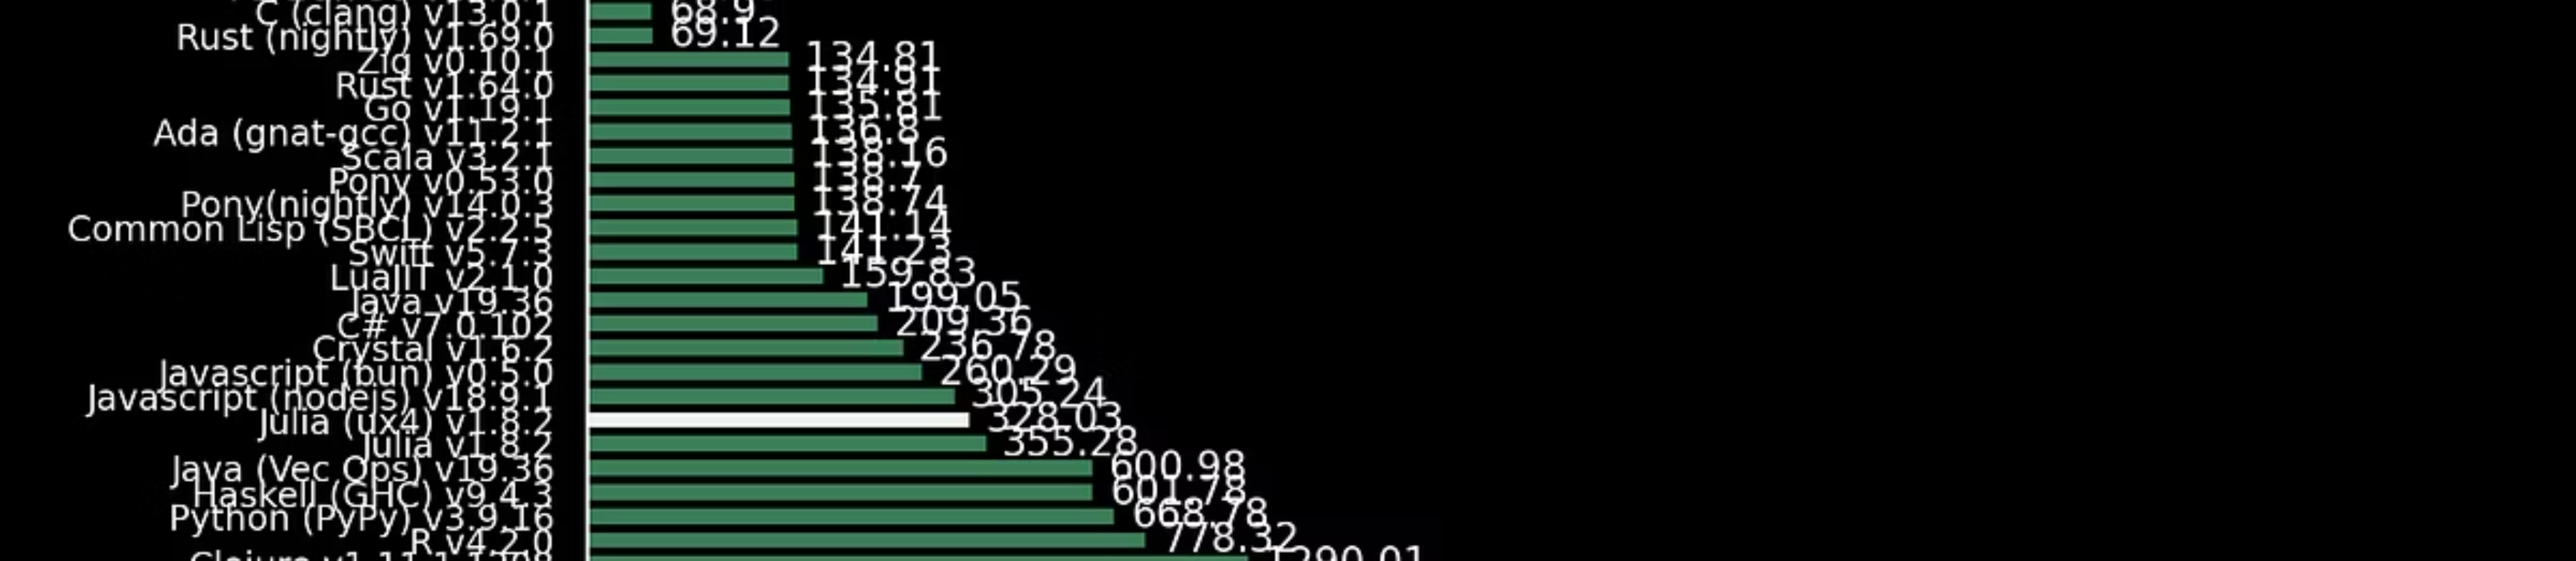 C (clang) v13.0.1 68.9
Rust (nightly) v1.69.0 69.12
Zig v0.10.1 134.81
Rust v1.64.0 134.91
Go v1.19.1 135.81
Ada (gnat-gcc) v11.2.1 136.8
Scala v3.2.1 138.16
Pony v0.53.0 138.7
Pony(nightly) v14.0.3 138.74
Common Lisp (SBCL) v2.2.5 141.14
Swift v5.7.3 141.23
LuaJIT v2.1.0 159.83
Java v19.36 199.05
C# v7.0.102 209.36
Crystal v1.6.2 236.78
Javascript (bun) v0.5.0 260.29
Javascript (nodejs) v18.9.1 305.24
Julia (ux4) v1.8.2 328.03
Julia v1.8.2 355.28
Java (Vec Ops) v19.36 600.98
Haskell (GHC) v9.4.3 601.78
Python (PyPy) v3.9.16 668.78
R v4.2.0 778.32
Clojure